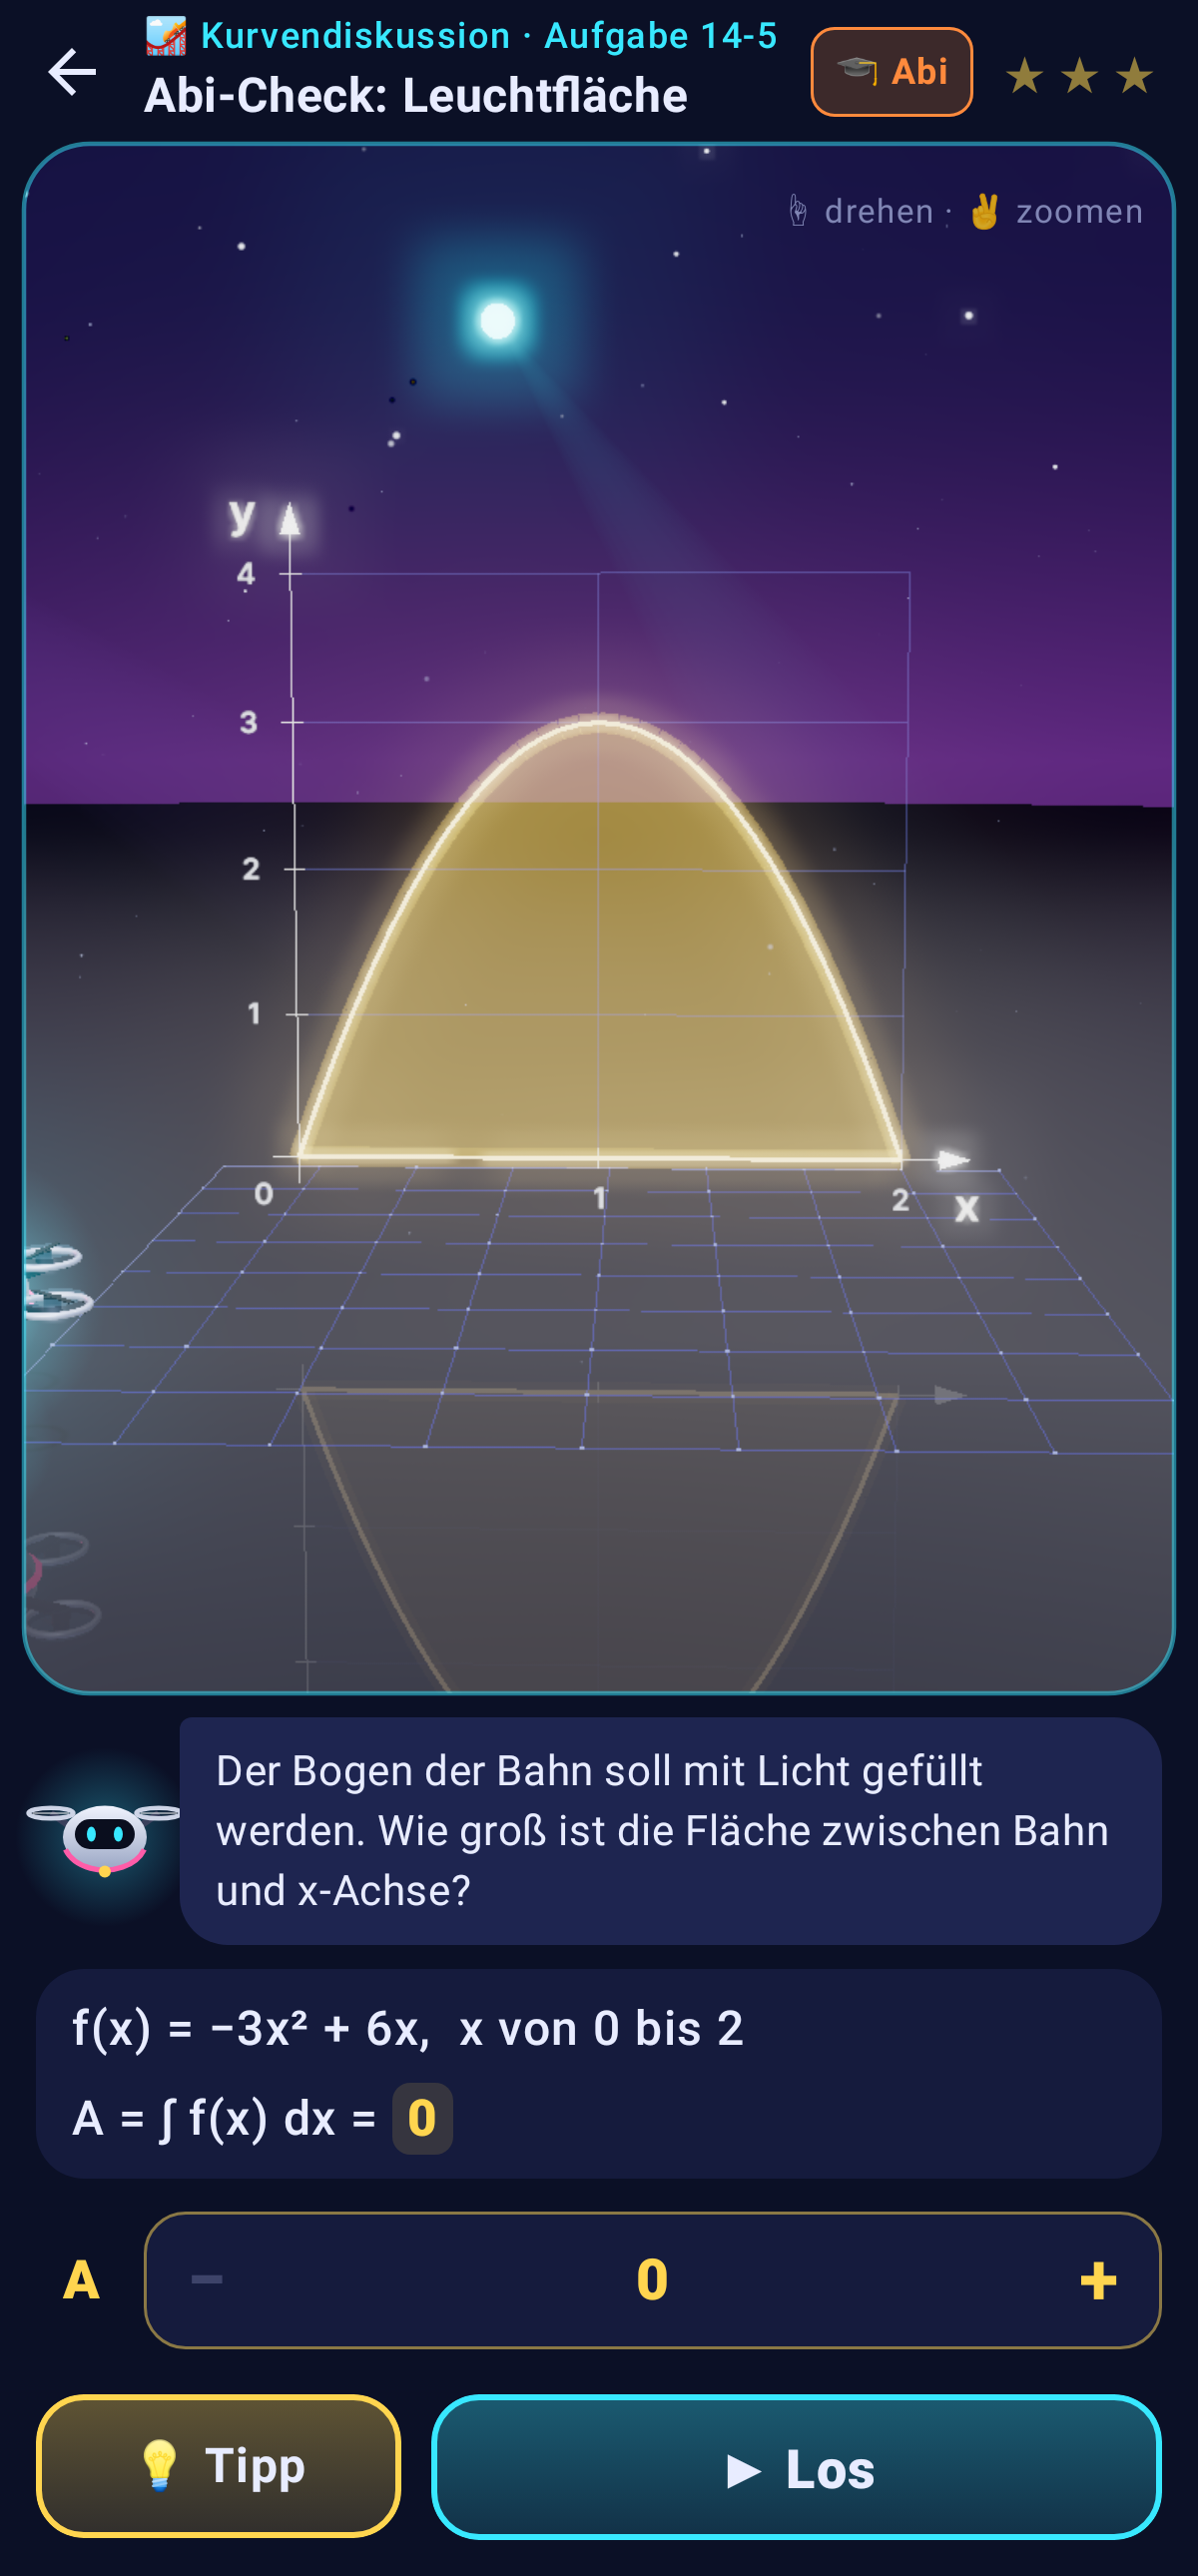 Kurvendiskussion · Aufgabe 14-5
Abi-Check: Leuchtfläche
🎓 Abi
★ ★ ★
☝ drehen · ✌ zoomen
y
4
3
2
1
0 1 2
x
Der Bogen der Bahn soll mit Licht gefüllt
werden. Wie groß ist die Fläche zwischen Bahn
und x-Achse?
f(x) = −3x² + 6x, x von 0 bis 2
A = ∫ f(x) dx = 0
A − 0 +
💡 Tipp
▶ Los